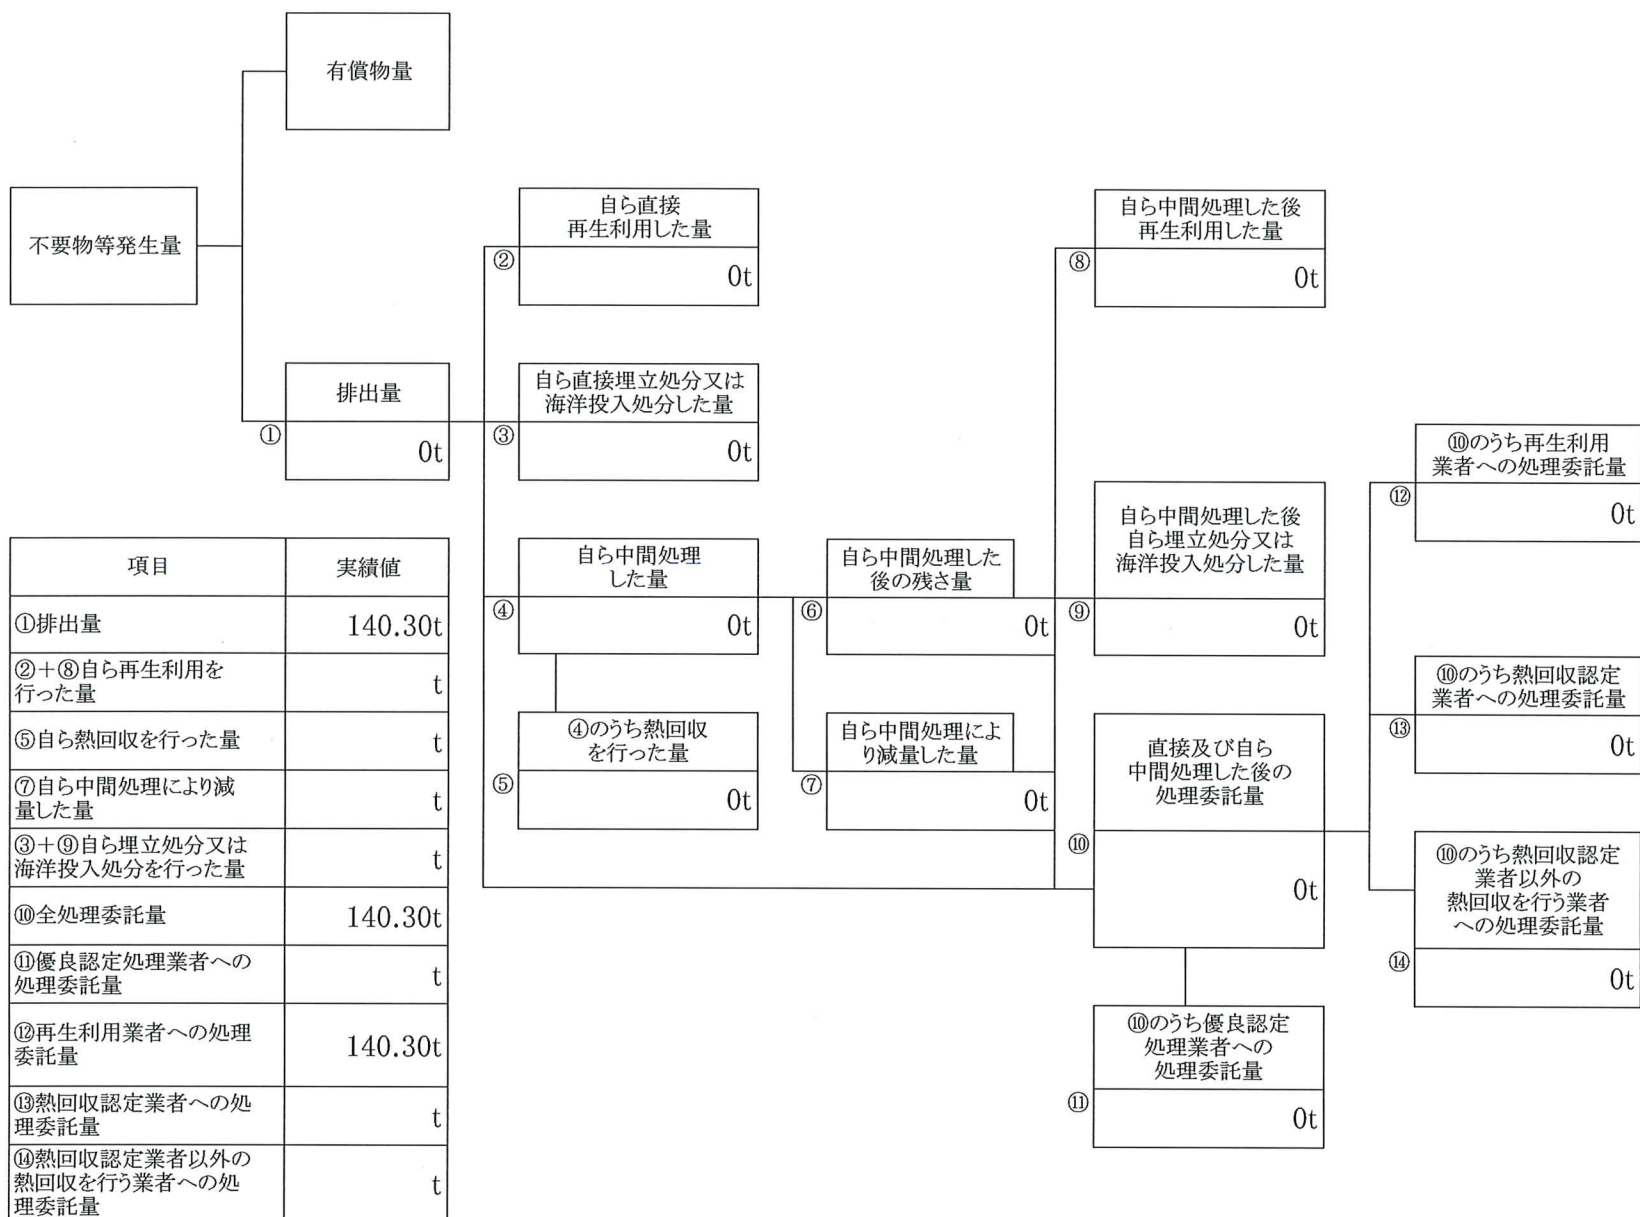 有償物量
不要物等発生量
自ら直接
再生利用した量
②
0t
自ら中間処理した後
再生利用した量
⑧
0t
排出量
①
0t
自ら直接埋立処分又は
海洋投入処分した量
③
0t
⑩のうち再生利用
業者への処理委託量
⑫
0t
自ら中間処理
した量
④
0t
自ら中間処理した
後の残さ量
⑥
0t
自ら中間処理した後
自ら埋立処分又は
海洋投入処分した量
⑨
0t
⑩のうち熱回収認定
業者への処理委託量
⑬
0t
④のうち熱回収
を行った量
⑤
0t
自ら中間処理によ
り減量した量
⑦
0t
直接及び自ら
中間処理した後の
処理委託量
⑩
0t
⑩のうち熱回収認定
業者以外の
熱回収を行う業者
への処理委託量
⑭
0t
⑩のうち優良認定
処理業者への
処理委託量
⑪
0t
項目 実績値
①排出量 140.30t
②+⑧自ら再生利用を
行った量 t
⑤自ら熱回収を行った量 t
⑦自ら中間処理により減
量した量 t
③+⑨自ら埋立処分又は
海洋投入処分を行った量 t
⑩全処理委託量 140.30t
⑪優良認定処理業者への
処理委託量 t
⑫再生利用業者への処理
委託量 140.30t
⑬熱回収認定業者への処
理委託量 t
⑭熱回収認定業者以外の
熱回収を行う業者への処
理委託量 t